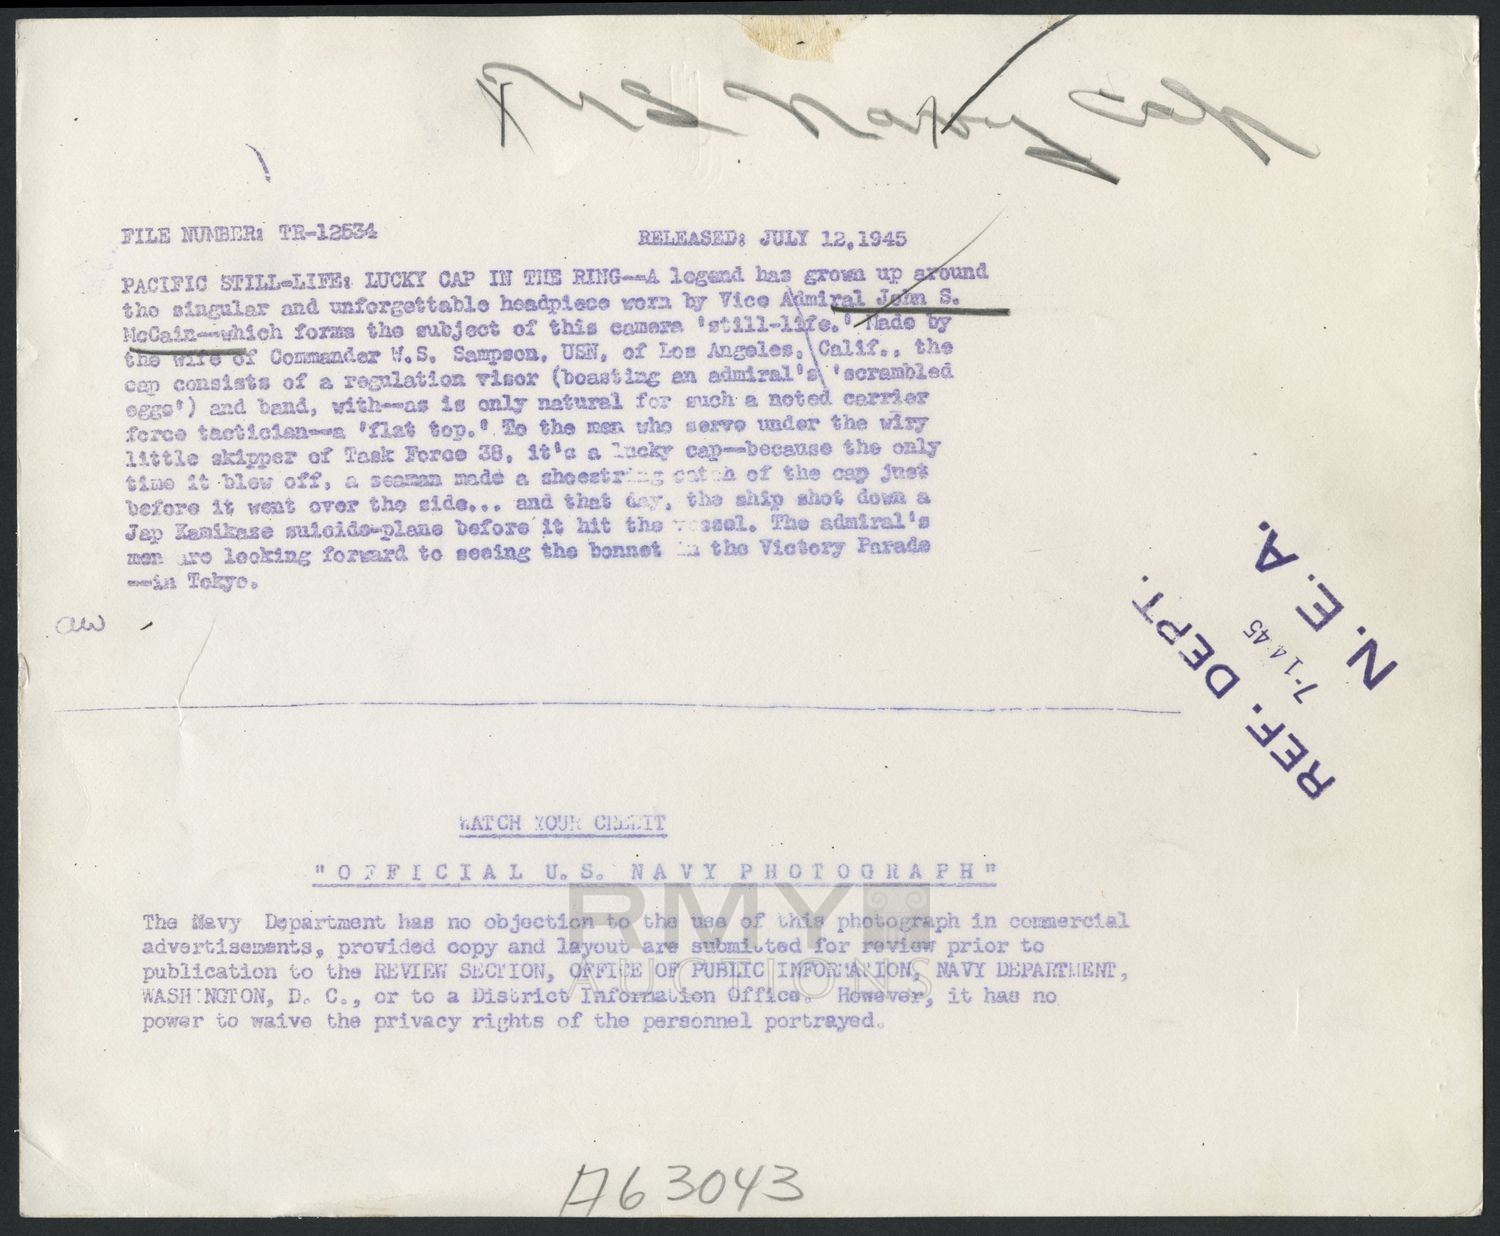 X US Navy Cap
FILE NUMBER: TR-12534
RELEASED: JULY 12,1945
PACIFIC STILL-LIFE: LUCKY CAP IN THE RING--A legend has grown up around
the singular and unforgettable headpiece worn by Vice Admiral John S.
McCain--which forms the subject of this camera 'still-life.' Made by
the wife of Commander W.S. Sampson, USN, of Los Angeles, Calif., the
cap consists of a regulation visor (boasting an admiral's 'scrambled
eggs') and band, with--as is only natural for such a noted carrier
force tactician--a 'flat top.' To the men who serve under the wiry
little skipper of Task Force 38, it's a lucky cap--because the only
time it blew off, a seaman made a shoestring catch of the cap just
before it went over the side... and that day, the ship shot down a
Jap Kamikaze suicide-plane before it hit the vessel. The admiral's
men are looking forward to seeing the bonnet in the Victory Parade
--in Tokyo.
aw
REF. DEPT.
7-14 45
N. E. A.
WATCH YOUR CREDIT
"OFFICIAL U.S. NAVY PHOTOGRAPH"
The Navy Department has no objection to the use of this photograph in commercial
advertisements, provided copy and layout are submitted for review prior to
publication to the REVIEW SECTION, OFFICE OF PUBLIC INFORMATION, NAVY DEPARTMENT,
WASHINGTON, D. C., or to a District Information Office. However, it has no
power to waive the privacy rights of the personnel portrayed.
RMY
AUCTIONS
A63043